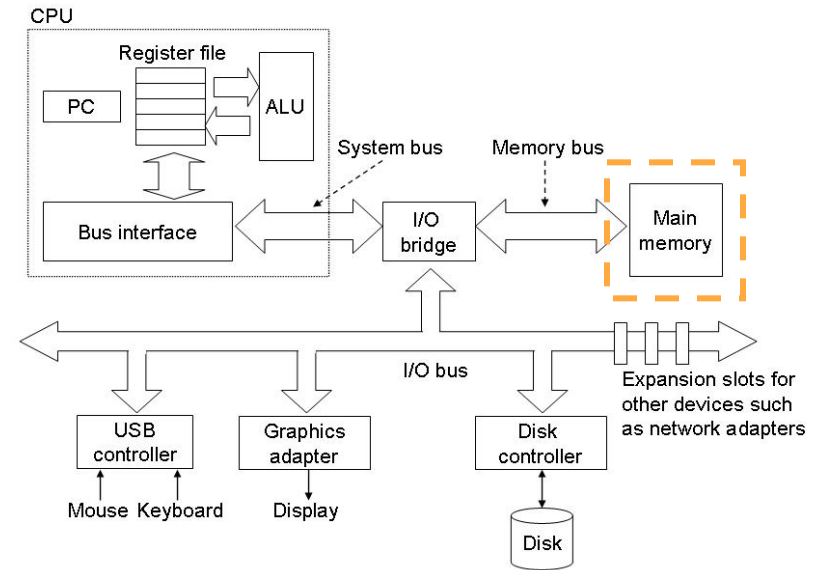 CPU
Register file
PC
ALU
System bus
Memory bus
Bus interface
I/O
bridge
Main
memory
I/O bus
Expansion slots for
other devices such
as network adapters
USB
controller
Graphics
adapter
Disk
controller
Mouse
Keyboard
Display
Disk